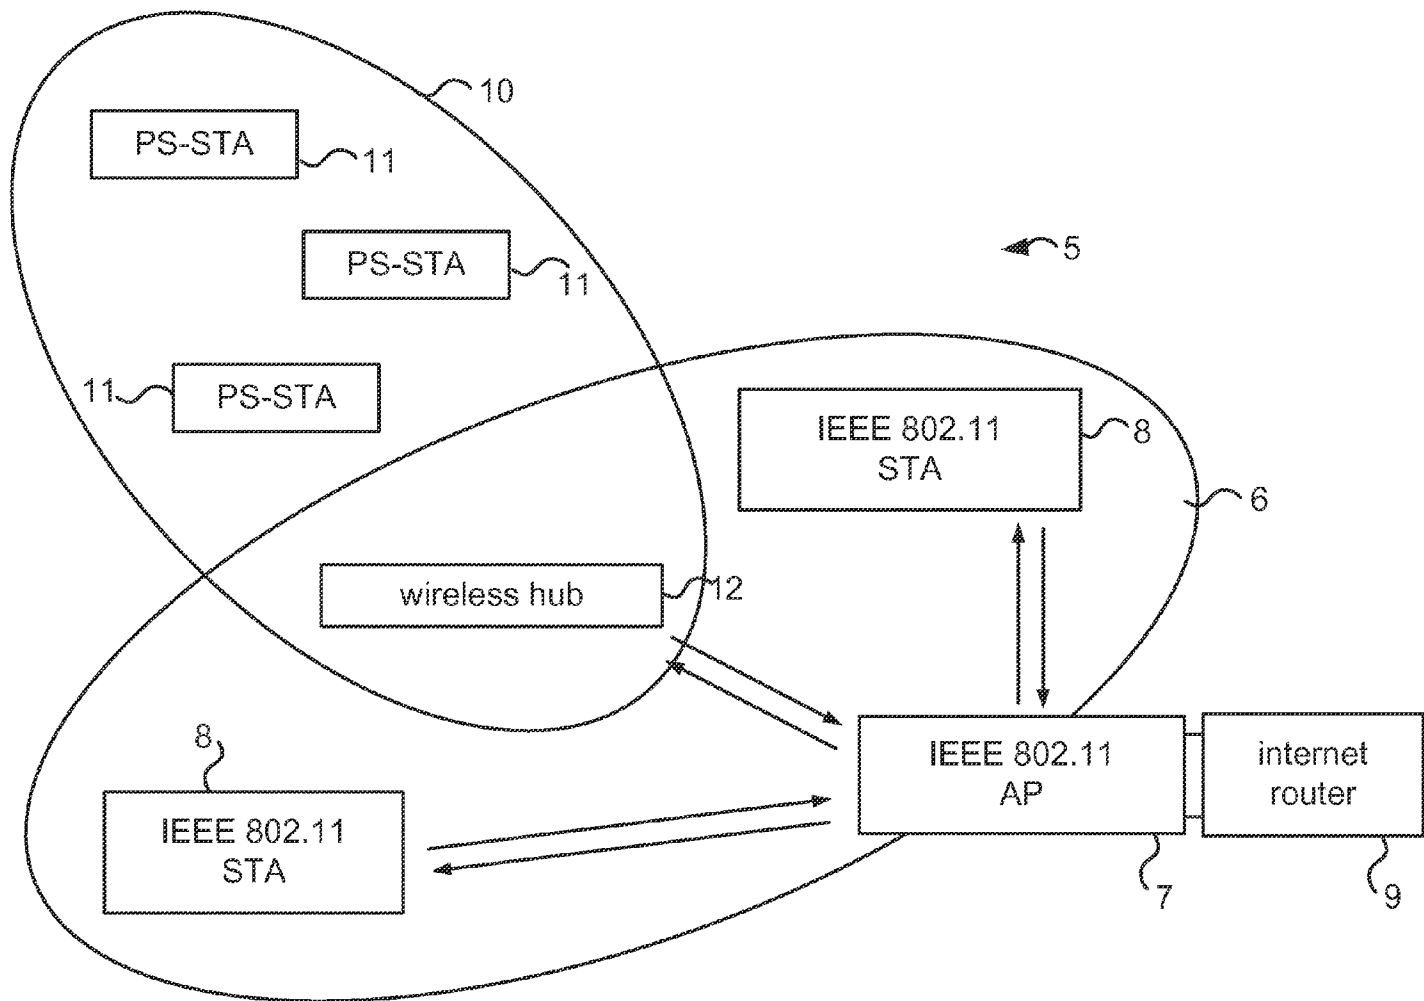 10
PS-STA
11
PS-STA
11
5
PS-STA
11
IEEE 802.11
STA
8
6
wireless hub
12
8
IEEE 802.11
STA
IEEE 802.11
AP
7
internet
router
9